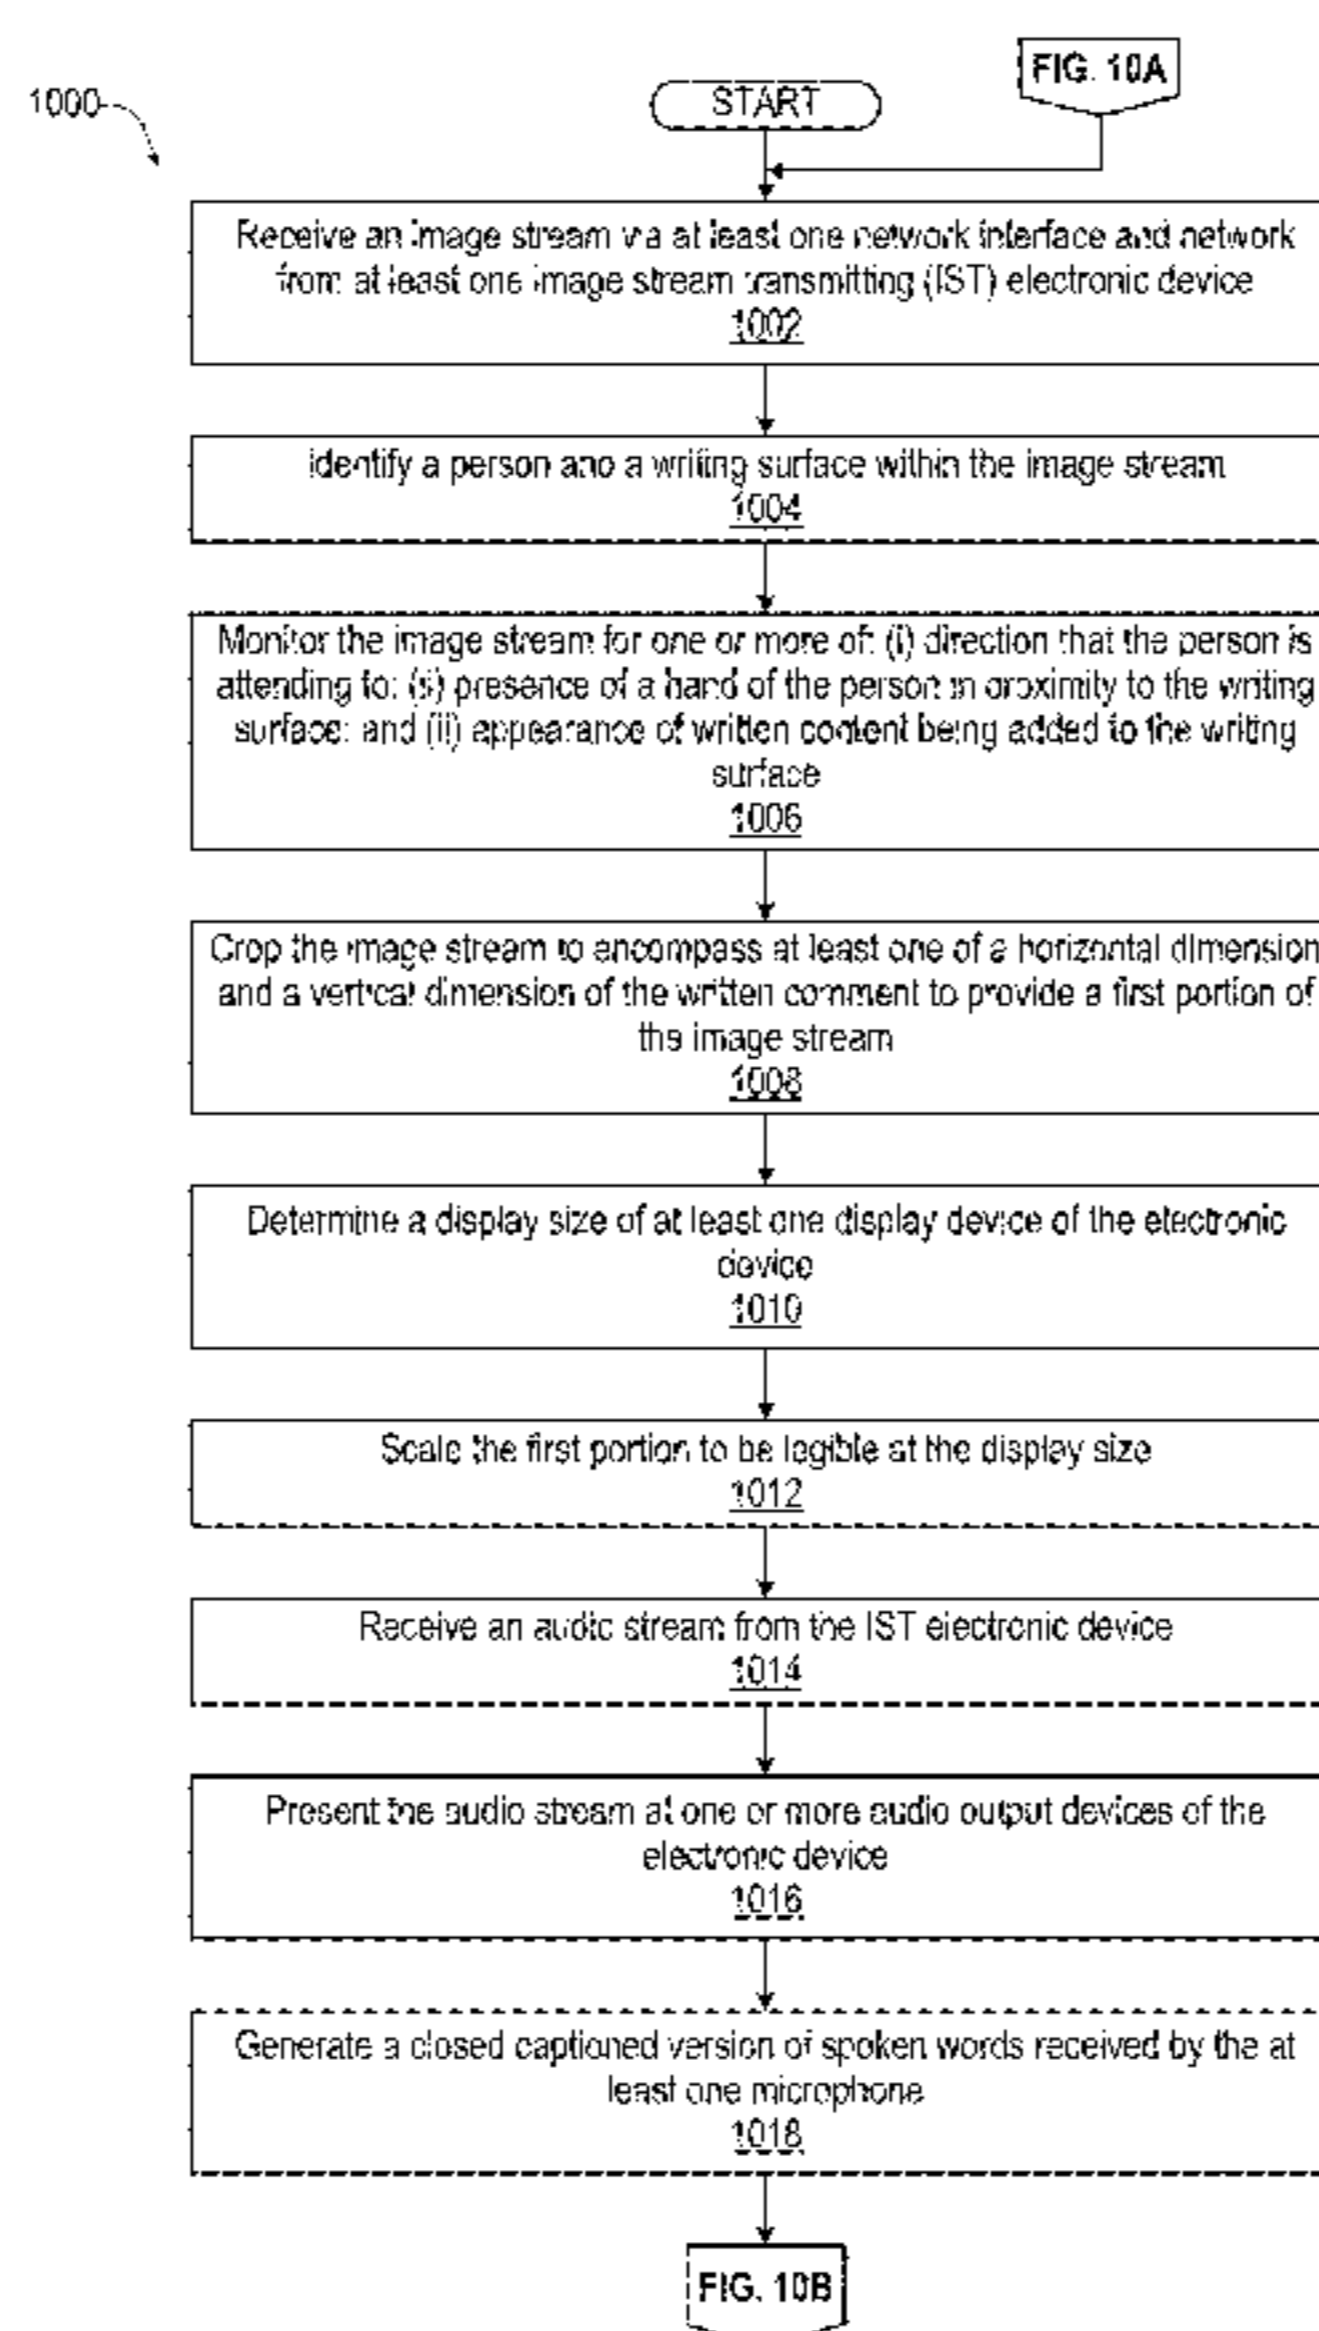 FIG. 10A
1000
START
Receive an image stream via at least one network interface and network
from at least one image stream transmitting (IST) electronic device
1002
identify a person and a writing surface within the image stream
1004
Monitor the image stream for one or more of: (i) direction that the person is
attending to; (ii) presence of a hand of the person in proximity to the writing
surface; and (ii) appearance of written content being added to the writing
surface
1006
Crop the image stream to encompass at least one of a horizontal dimension
and a vertical dimension of the written comment to provide a first portion of
the image stream
1008
Determine a display size of at least one display device of the electronic
device
1010
Scale the first portion to be legible at the display size
1012
Receive an audio stream from the IST electronic device
1014
Present the audio stream at one or more audio output devices of the
electronic device
1016
Generate a closed captioned version of spoken words received by the at
least one microphone
1018
FIG. 10B